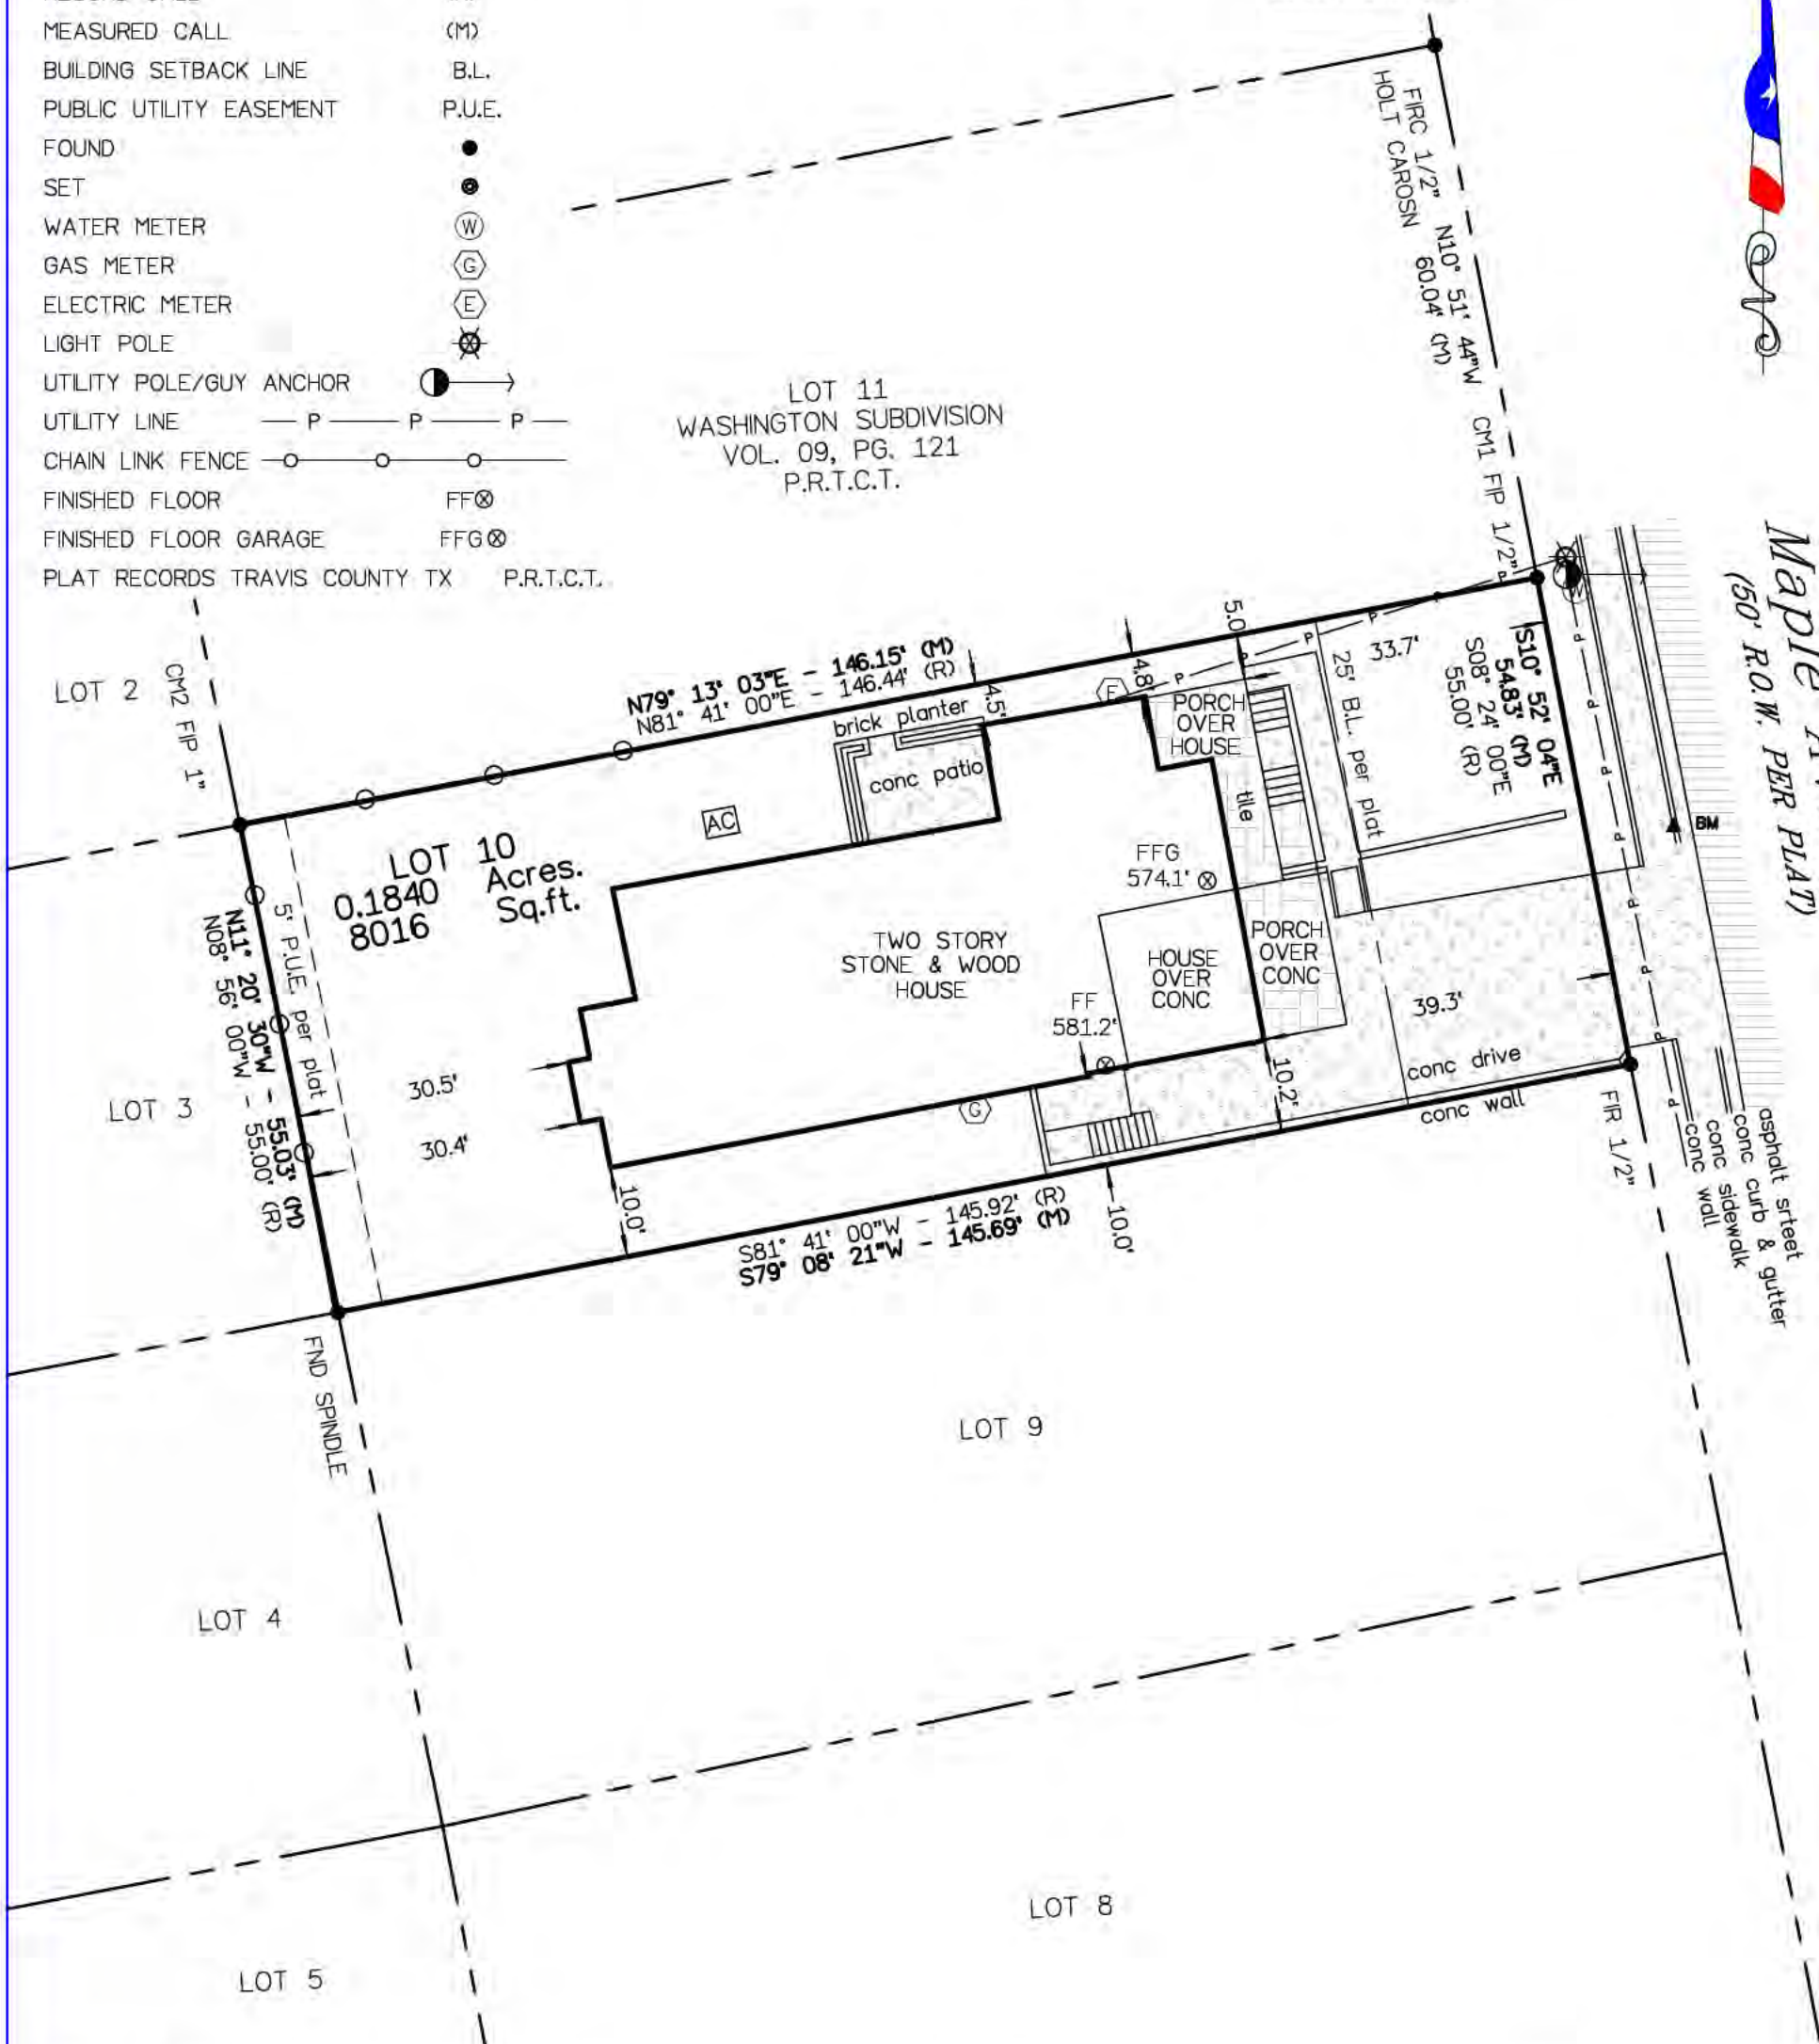 MEASURED CALL (M)
BUILDING SETBACK LINE B.L.
PUBLIC UTILITY EASEMENT P.U.E.
FOUND
SET
WATER METER W
GAS METER G
ELECTRIC METER E
LIGHT POLE
UTILITY POLE/GUY ANCHOR
UTILITY LINE P P P
CHAIN LINK FENCE
FINISHED FLOOR FF
FINISHED FLOOR GARAGE FFG
PLAT RECORDS TRAVIS COUNTY TX P.R.T.C.T.
FIRC 1/2"
HOLT CAROSN
N10° 51' 44"W
60.04' (M)
CM1 FIP 1/2"
LOT 11
WASHINGTON SUBDIVISION
VOL. 09, PG. 121
P.R.T.C.T.
Maple
(50' R.O.W. PER PLAT)
LOT 2
CM2 FIP 1"
N79° 13' 03"E - 146.15' (M)
N81° 41' 00"E - 146.44' (R)
4.5'
4.8'
5.0
33.7'
P P P P P
E
S10° 52' 04"E
54.83' (M)
S08° 24' 00"E
55.00' (R)
25' B.L. per plat
brick planter
conc patio
PORCH
OVER
HOUSE
tile
AC
BM
LOT 10
0.1840 Acres.
8016 Sq.ft.
FFG
574.1'
TWO STORY
STONE & WOOD
HOUSE
HOUSE
OVER
CONC
PORCH
OVER
CONC
FF
581.2'
39.3'
5' P.U.E. per plat
N11° 20' 30"W - 55.03' (M)
N08° 56' 00"W - 55.00' (R)
LOT 3
30.5'
30.4'
G
10.2'
conc drive
conc wall
P P P P P P P P
10.0'
10.0'
S81° 41' 00"W - 145.92' (R)
S79° 08' 21"W - 145.69' (M)
FIR 1/2"
asphalt srteet
conc curb & gutter
conc sidewalk
conc wall
FND SPINDLE
LOT 9
LOT 4
LOT 8
LOT 5